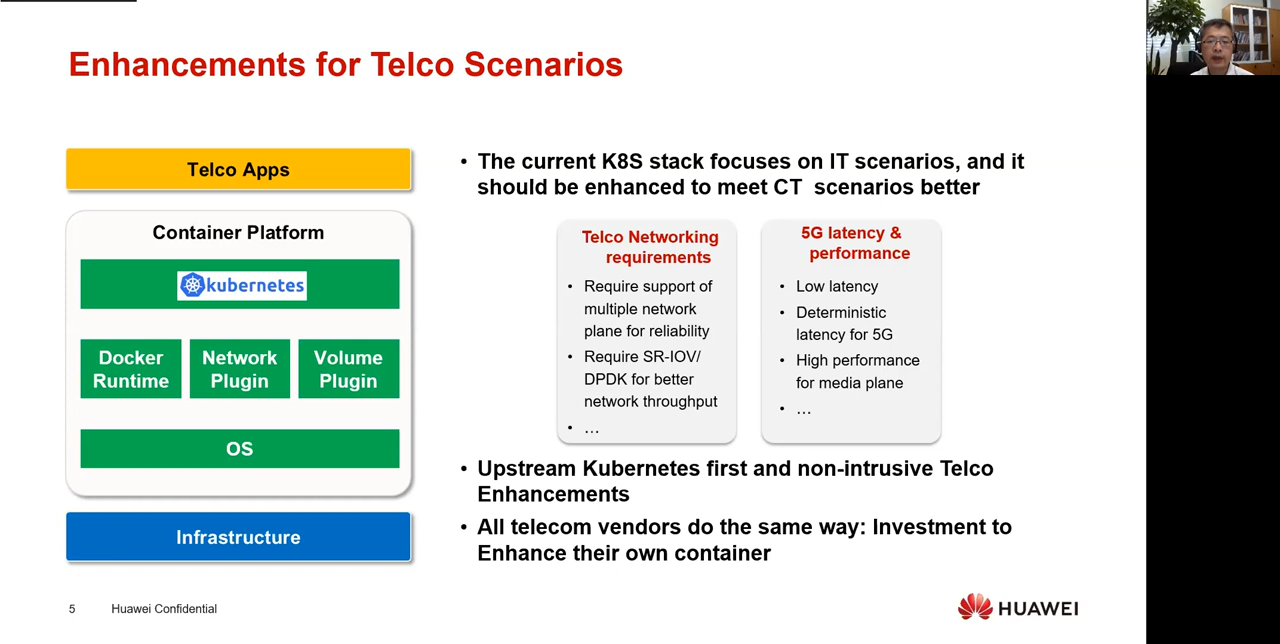 Enhancements for Telco Scenarios
Telco Apps
Container Platform
kubernetes
Docker
Runtime
Network
Plugin
Volume
Plugin
OS
Infrastructure
• The current K8S stack focuses on IT scenarios, and it
should be enhanced to meet CT scenarios better
Telco Networking
requirements
• Require support of
multiple network
plane for reliability
• Require SR-IOV/
DPDK for better
network throughput
• …
5G latency &
performance
• Low latency
• Deterministic
latency for 5G
• High performance
for media plane
• …
• Upstream Kubernetes first and non-intrusive Telco
Enhancements
• All telecom vendors do the same way: Investment to
Enhance their own container
5 Huawei Confidential
HUAWEI